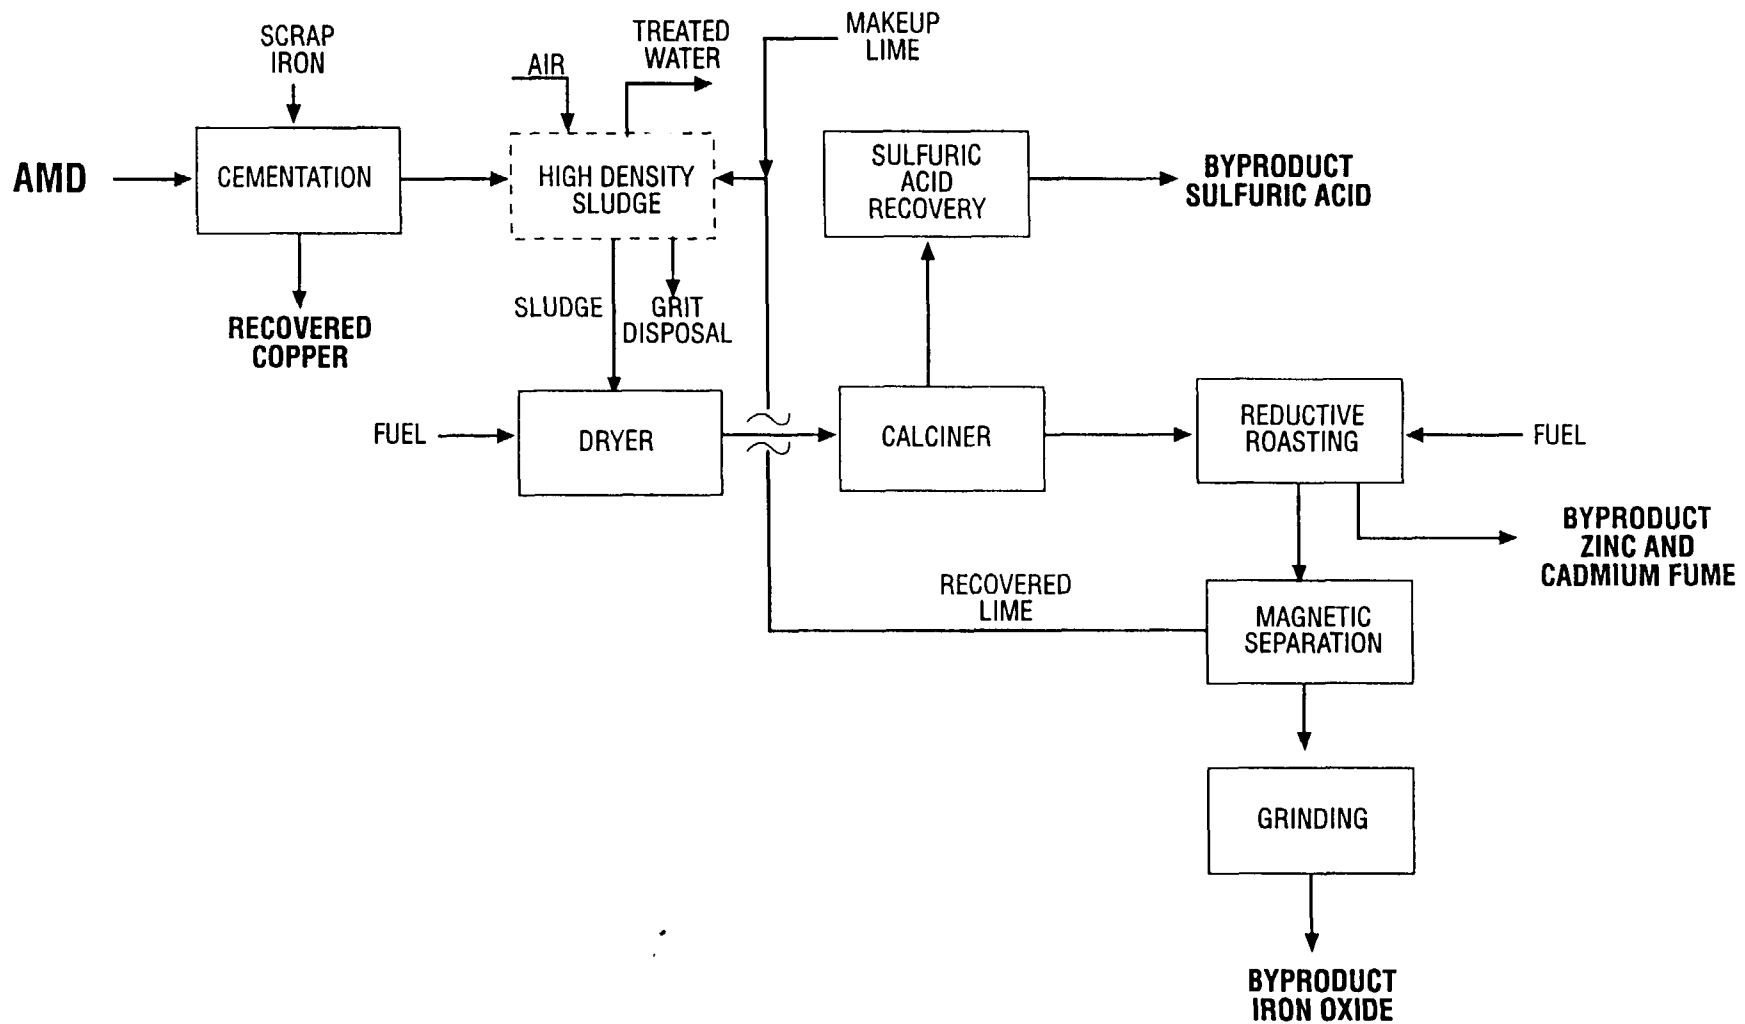 SCRAP
IRON
AIR
TREATED
WATER
MAKEUP
LIME
AMD
CEMENTATION
HIGH DENSITY
SLUDGE
SULFURIC
ACID
RECOVERY
BYPRODUCT
SULFURIC ACID
RECOVERED
COPPER
SLUDGE
GRIT
DISPOSAL
FUEL
DRYER
CALCINER
REDUCTIVE
ROASTING
FUEL
BYPRODUCT
ZINC AND
CADMIUM FUME
RECOVERED
LIME
MAGNETIC
SEPARATION
GRINDING
BYPRODUCT
IRON OXIDE